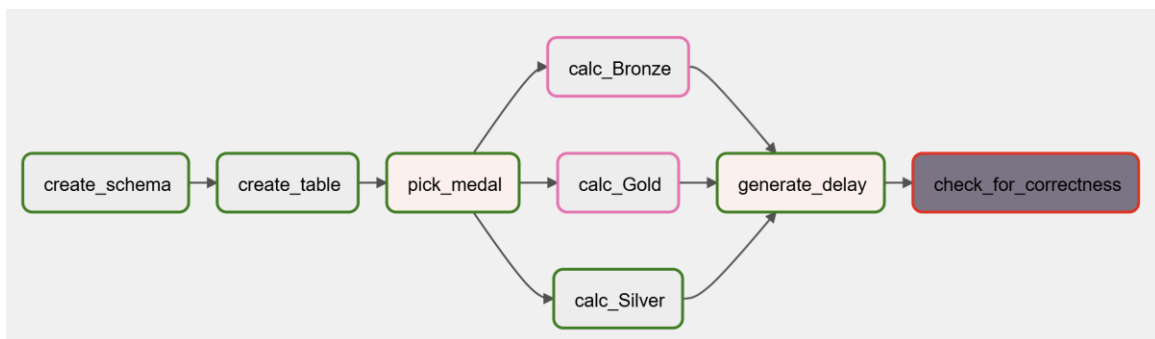 calc_Bronze
create_schema
create_table
pick_medal
calc_Gold
generate_delay
check_for_correctness
calc_Silver